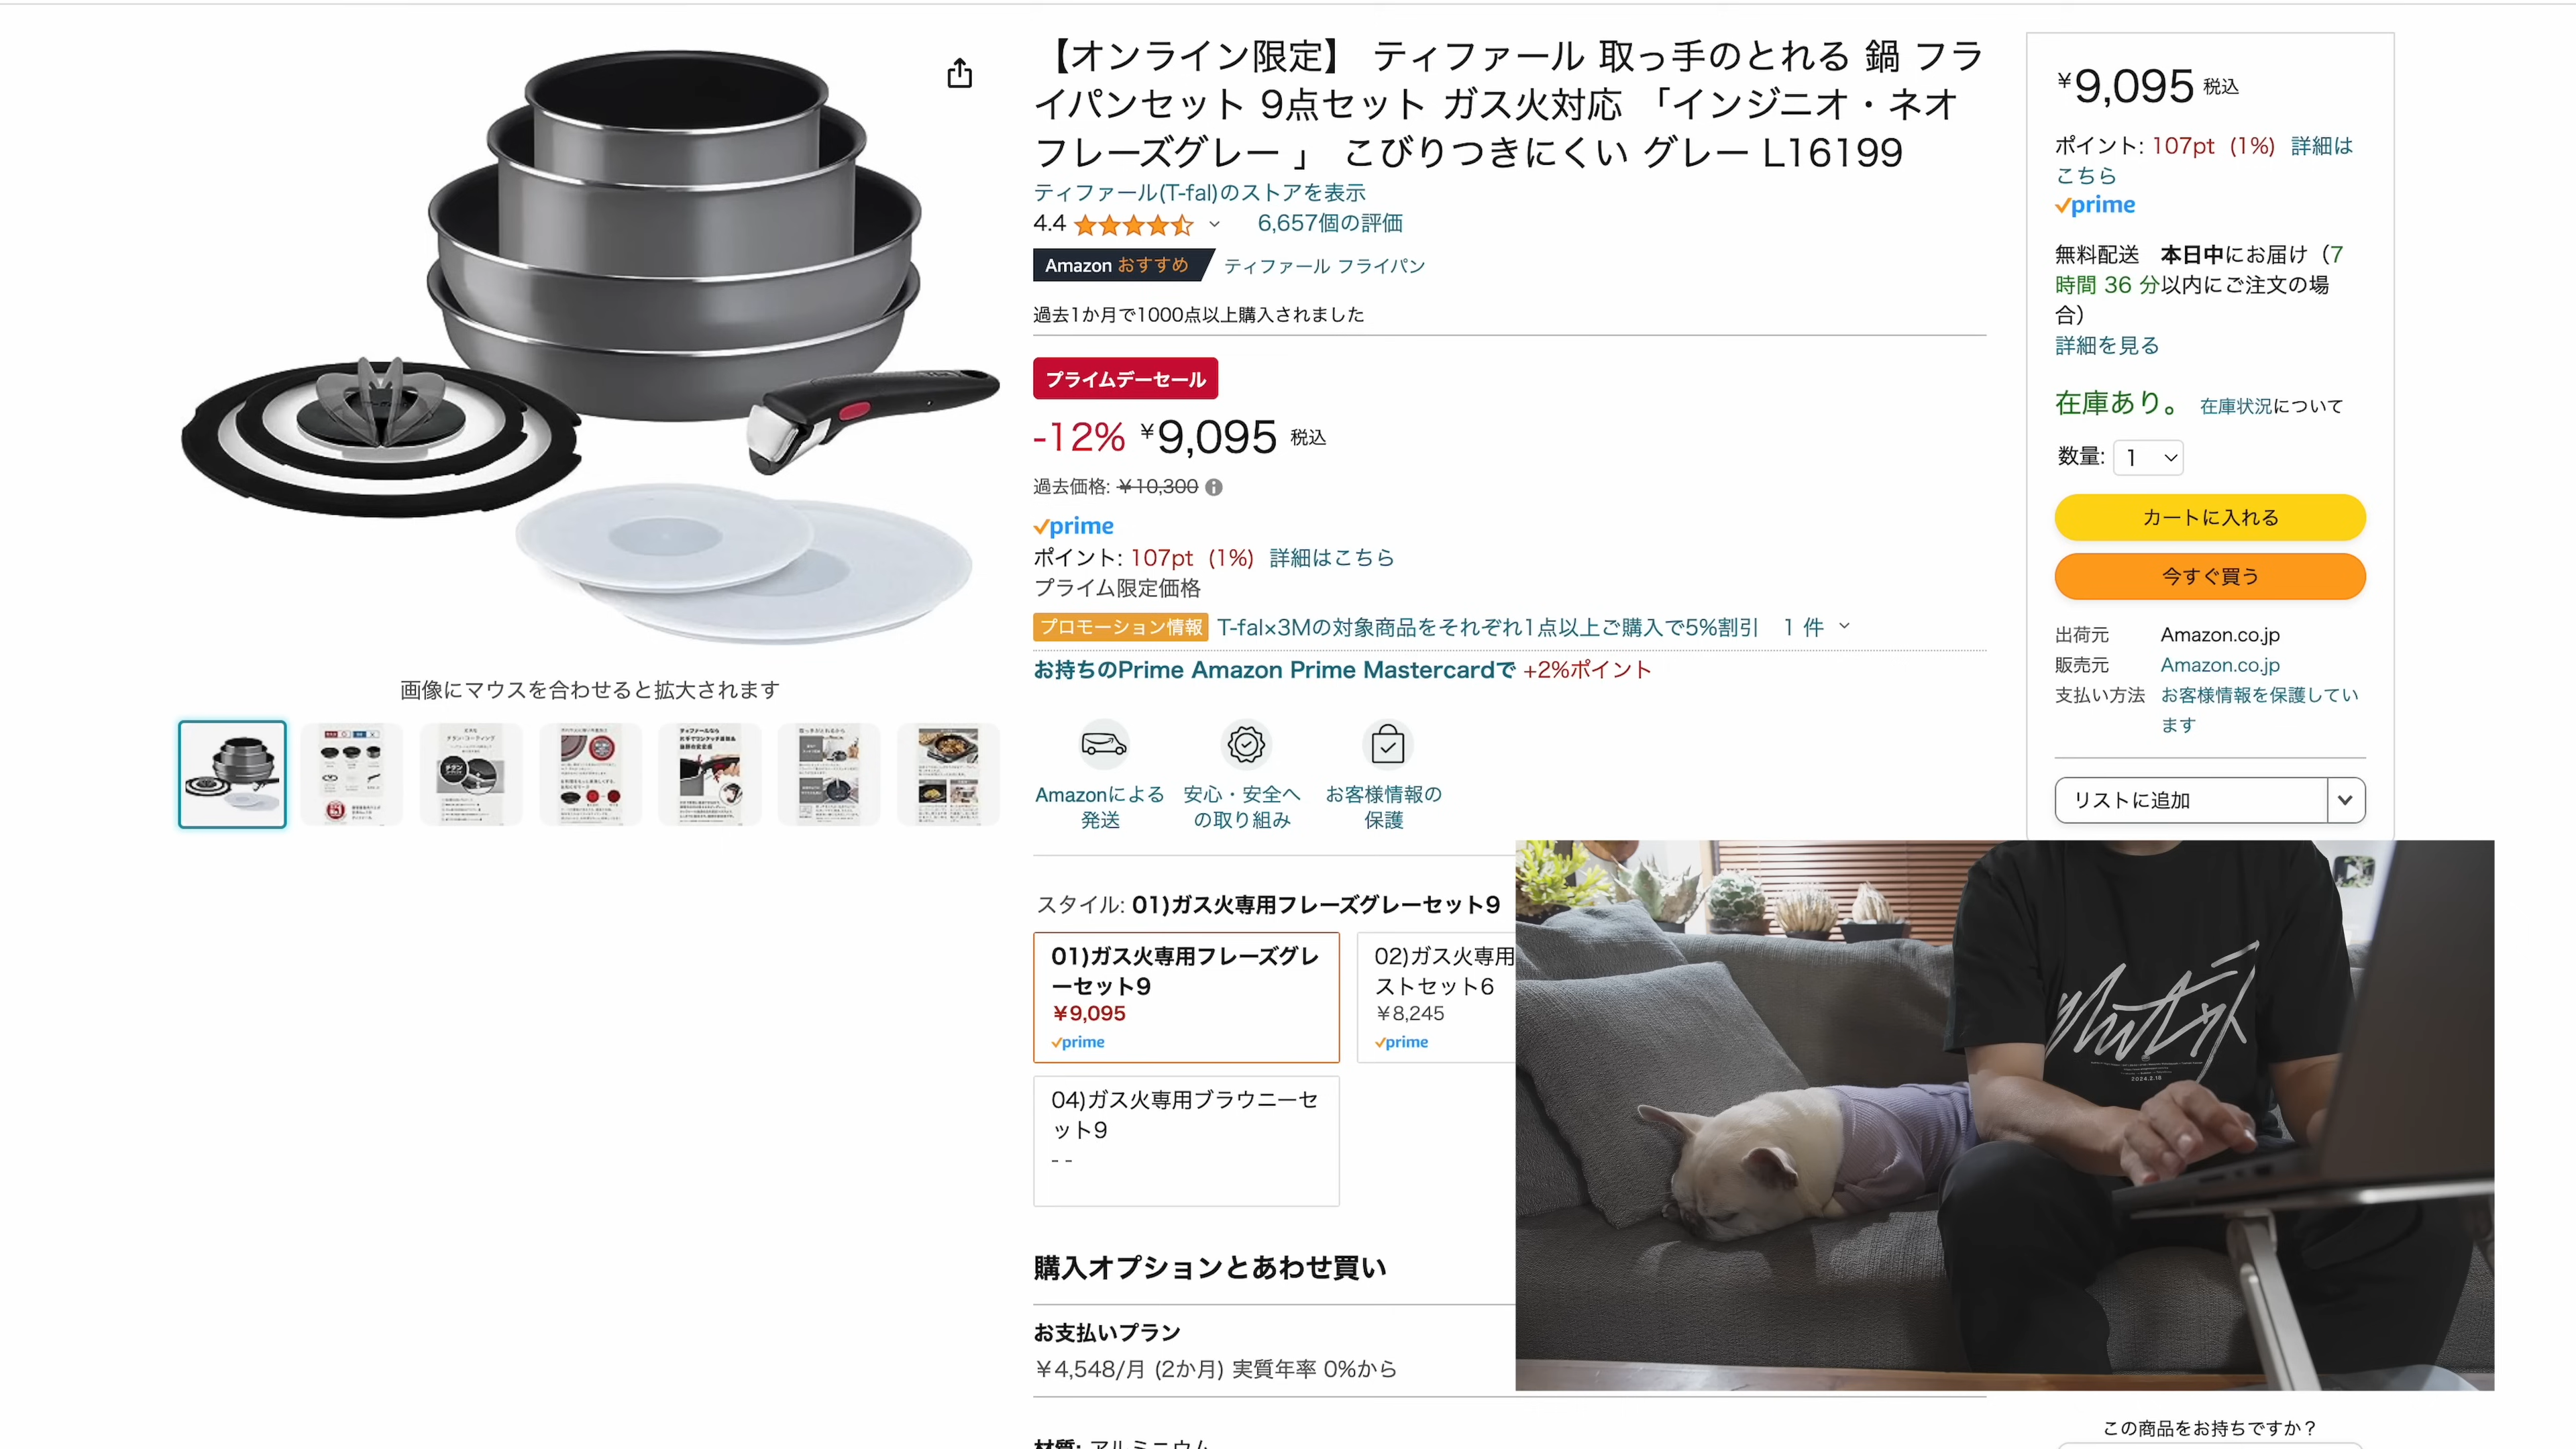 【オンライン限定】 ティファール 取っ手のとれる 鍋 フラ
イパンセット 9点セット ガス火対応 「インジニオ・ネオ
フレーズグレー 」 こびりつきにくい グレー L16199
ティファール(T-fal)のストアを表示
4.4 6,657個の評価
Amazon おすすめ ティファール フライパン
過去1か月で1000点以上購入されました
プライムデーセール
-12% ¥9,095 税込
過去価格: ¥10,300
prime
ポイント: 107pt (1%) 詳細はこちら
プライム限定価格
プロモーション情報 T-fal×3Mの対象商品をそれぞれ1点以上ご購入で5%割引 1 件
お持ちのPrime Amazon Prime Mastercardで +2%ポイント
Amazonによる
発送
安心・安全へ
の取り組み
お客様情報の
保護
画像にマウスを合わせると拡大されます
スタイル: 01)ガス火専用フレーズグレーセット9
01)ガス火専用フレーズグレ
ーセット9
¥9,095
prime
02)ガス火専用
ストセット6
¥8,245
prime
04)ガス火専用ブラウニーセ
ット9
- -
購入オプションとあわせ買い
お支払いプラン
¥4,548/月 (2か月) 実質年率 0%から
材質: アルミニウム
¥9,095 税込
ポイント: 107pt (1%) 詳細は
こちら
prime
無料配送 本日中にお届け（7
時間 36 分以内にご注文の場
合）
詳細を見る
在庫あり。 在庫状況について
数量: 1
カートに入れる
今すぐ買う
出荷元 Amazon.co.jp
販売元 Amazon.co.jp
支払い方法 お客様情報を保護してい
ます
リストに追加
2024.2.18
この商品をお持ちですか？